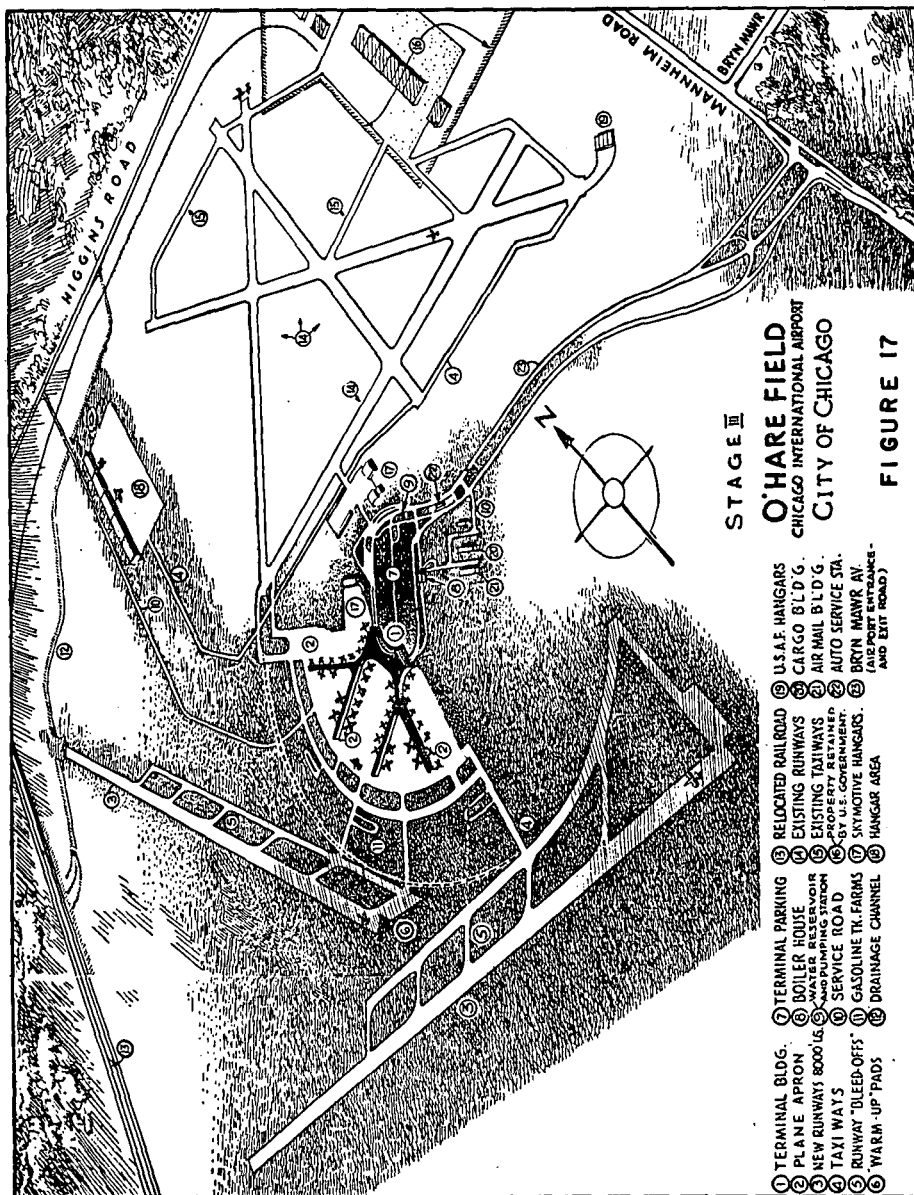 HIGGINS ROAD
MANNHEIM ROAD
BRYN MAWR
N
STAGE III
O'HARE FIELD
CHICAGO INTERNATIONAL AIRPORT
CITY OF CHICAGO
FIGURE 17
① TERMINAL BLDG.
② PLANE APRON
③ NEW RUNWAYS 8000' LG.
④ TAXI WAYS
⑤ RUNWAY "BLEED-OFFS"
⑥ "WARM-UP" PADS
⑦ TERMINAL PARKING
⑧ BOILER HOUSE
⑨ WATER RESERVOIR
AND PUMPING STATION
⑩ SERVICE ROAD
⑪ GASOLINE TK. FARMS
⑫ DRAINAGE CHANNEL
⑬ RELOCATED RAILROAD
⑭ EXISTING RUNWAYS
⑮ EXISTING TAXIWAYS
⑯ PROPERTY RETAINED
BY U.S. GOVERNMENT.
⑰ SKYMOTIVE HANGARS.
⑱ HANGAR AREA
⑲ U.S.A.F. HANGARS
⑳ CARGO B'L'D'G.
㉑ AIR MAIL B'L'D'G.
㉒ AUTO SERVICE STA.
㉓ BRYN MAWR AV.
(AIRPORT ENTRANCE-
AND EXIT ROAD)